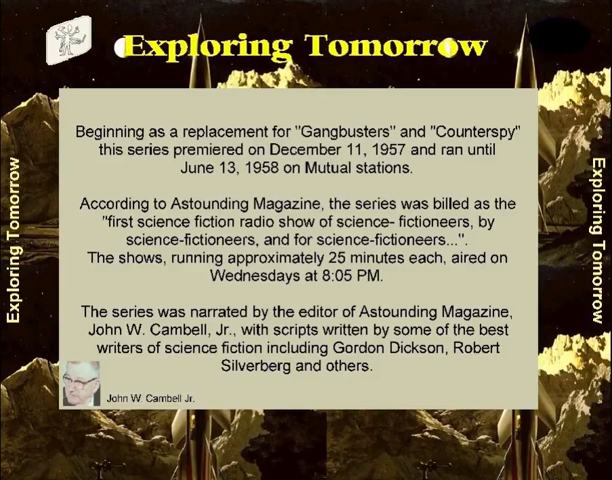 Exploring Tomorrow
Beginning as a replacement for "Gangbusters" and "Counterspy"
this series premiered on December 11, 1957 and ran until
June 13, 1958 on Mutual stations.
According to Astounding Magazine, the series was billed as the
"first science fiction radio show of science- fictioneers, by
science-fictioneers, and for science-fictioneers...".
The shows, running approximately 25 minutes each, aired on
Wednesdays at 8:05 PM.
The series was narrated by the editor of Astounding Magazine,
John W. Cambell, Jr., with scripts written by some of the best
writers of science fiction including Gordon Dickson, Robert
Silverberg and others.
John W. Cambell Jr.
Exploring Tomorrow
Exploring Tomorrow